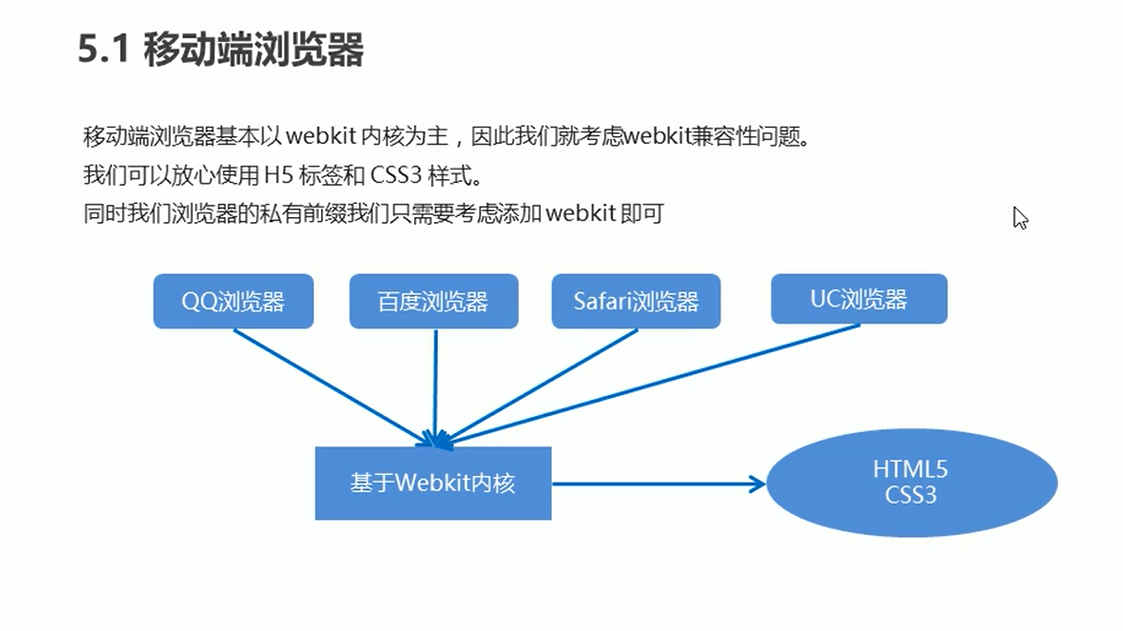 5.1 移动端浏览器
移动端浏览器基本以 webkit 内核为主，因此我们就考虑webkit兼容性问题。
我们可以放心使用 H5 标签和 CSS3 样式。
同时我们浏览器的私有前缀我们只需要考虑添加 webkit 即可
QQ浏览器
百度浏览器
Safari浏览器
UC浏览器
基于Webkit内核
HTML5
CSS3